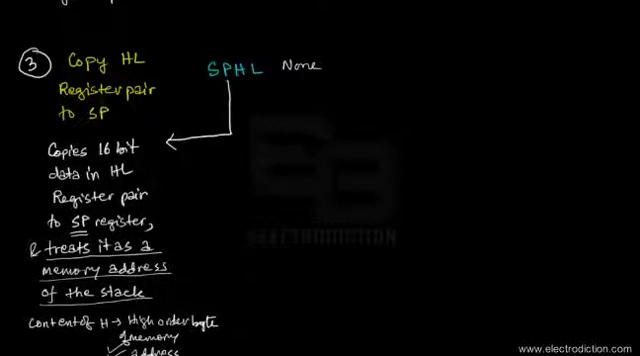 3 Copy HL
Register pair
to SP
SPHL None
Copies 16 bit
data in HL
Register pair
to SP register,
& treats it as a
memory address
of the stack
Content of H → High order byte
of memory
address
ELECTRODICTION
www.electrodiction.com